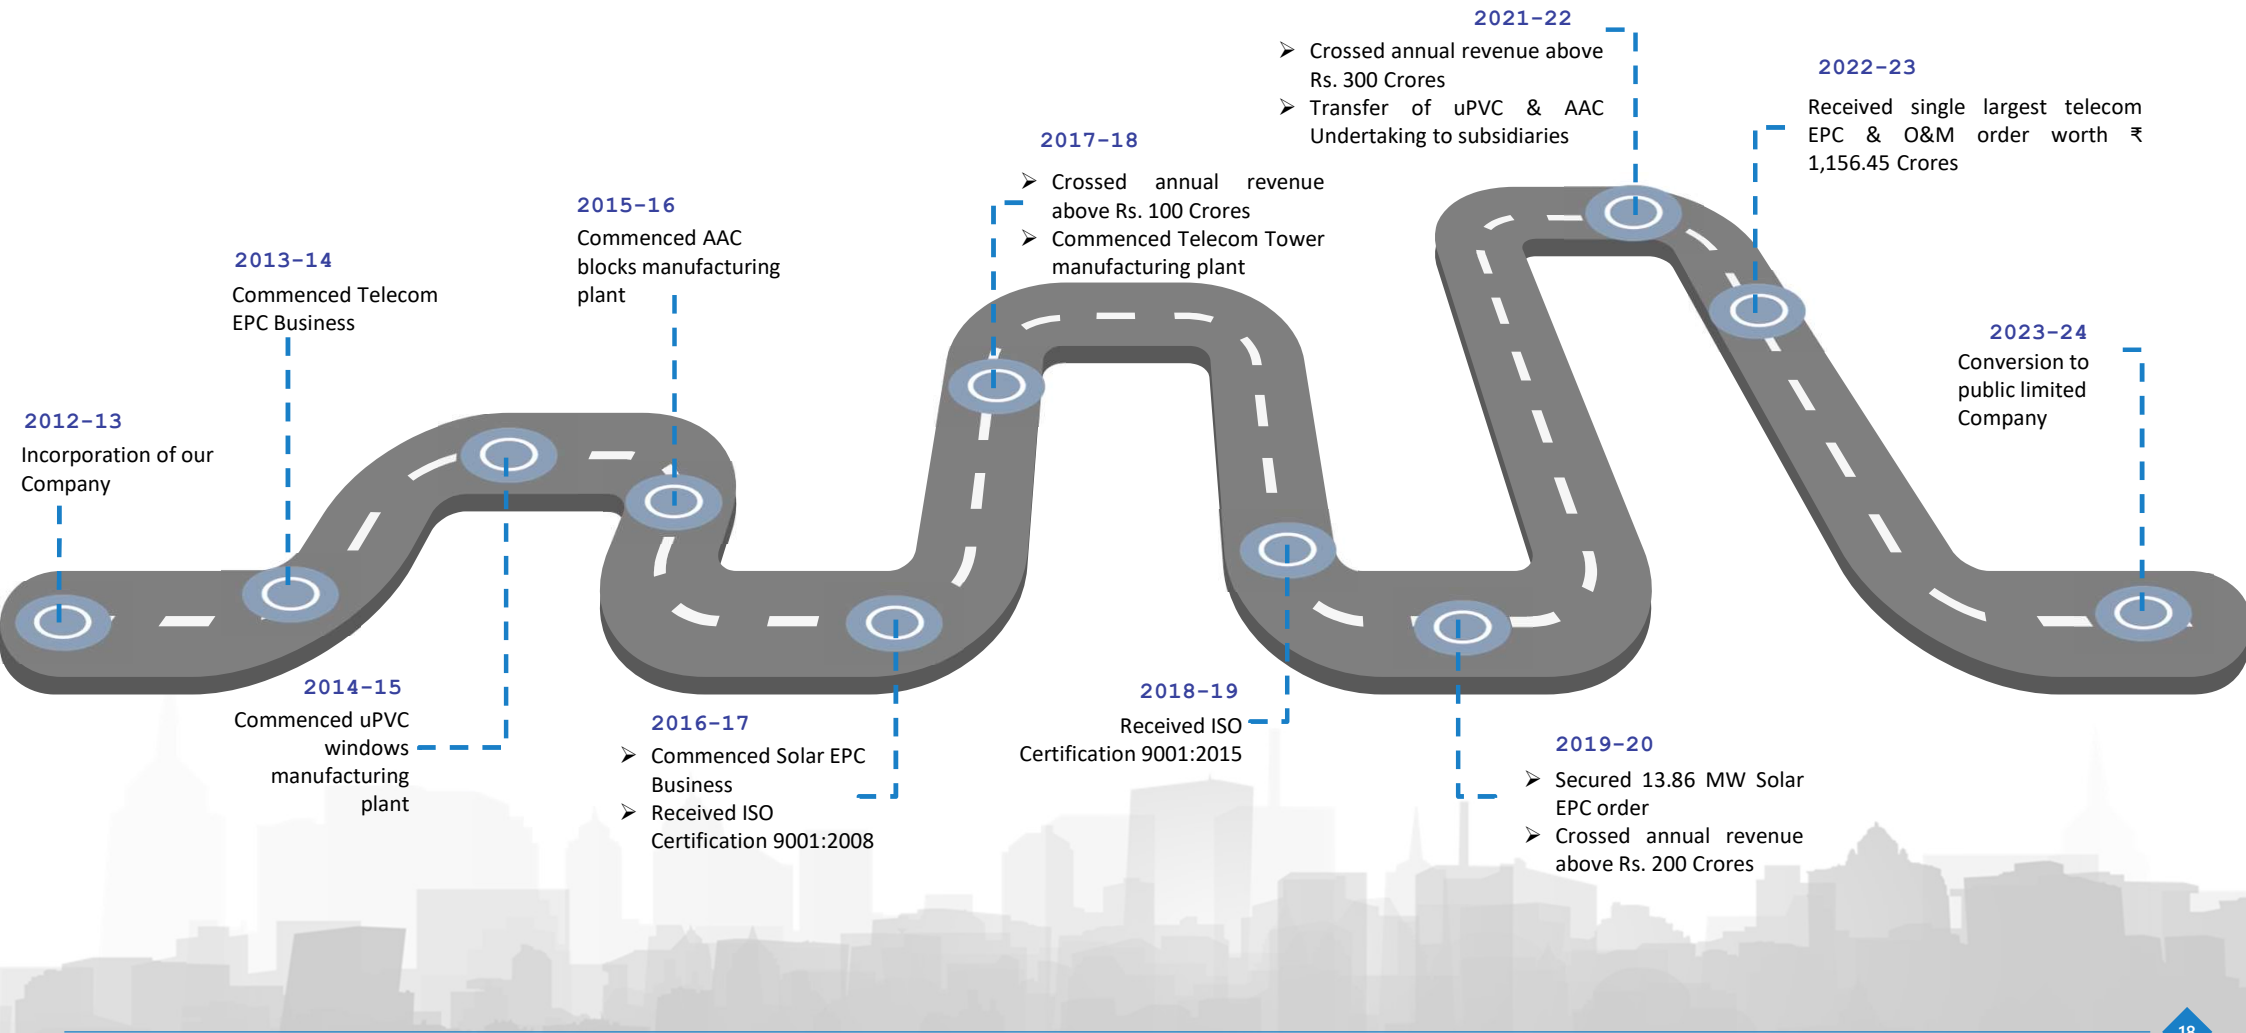 2012-13
Incorporation of our
Company
2013-14
Commenced Telecom
EPC Business
2014-15
Commenced uPVC
windows
manufacturing
plant
2015-16
Commenced AAC
blocks manufacturing
plant
2016-17
➢ Commenced Solar EPC
Business
➢ Received ISO
Certification 9001:2008
2017-18
➢ Crossed annual revenue
above Rs. 100 Crores
➢ Commenced Telecom Tower
manufacturing plant
2018-19
Received ISO
Certification 9001:2015
2019-20
➢ Secured 13.86 MW Solar
EPC order
➢ Crossed annual revenue
above Rs. 200 Crores
2021-22
➢ Crossed annual revenue above
Rs. 300 Crores
➢ Transfer of uPVC & AAC
Undertaking to subsidiaries
2022-23
Received single largest telecom
EPC & O&M order worth ₹
1,156.45 Crores
2023-24
Conversion to
public limited
Company
18